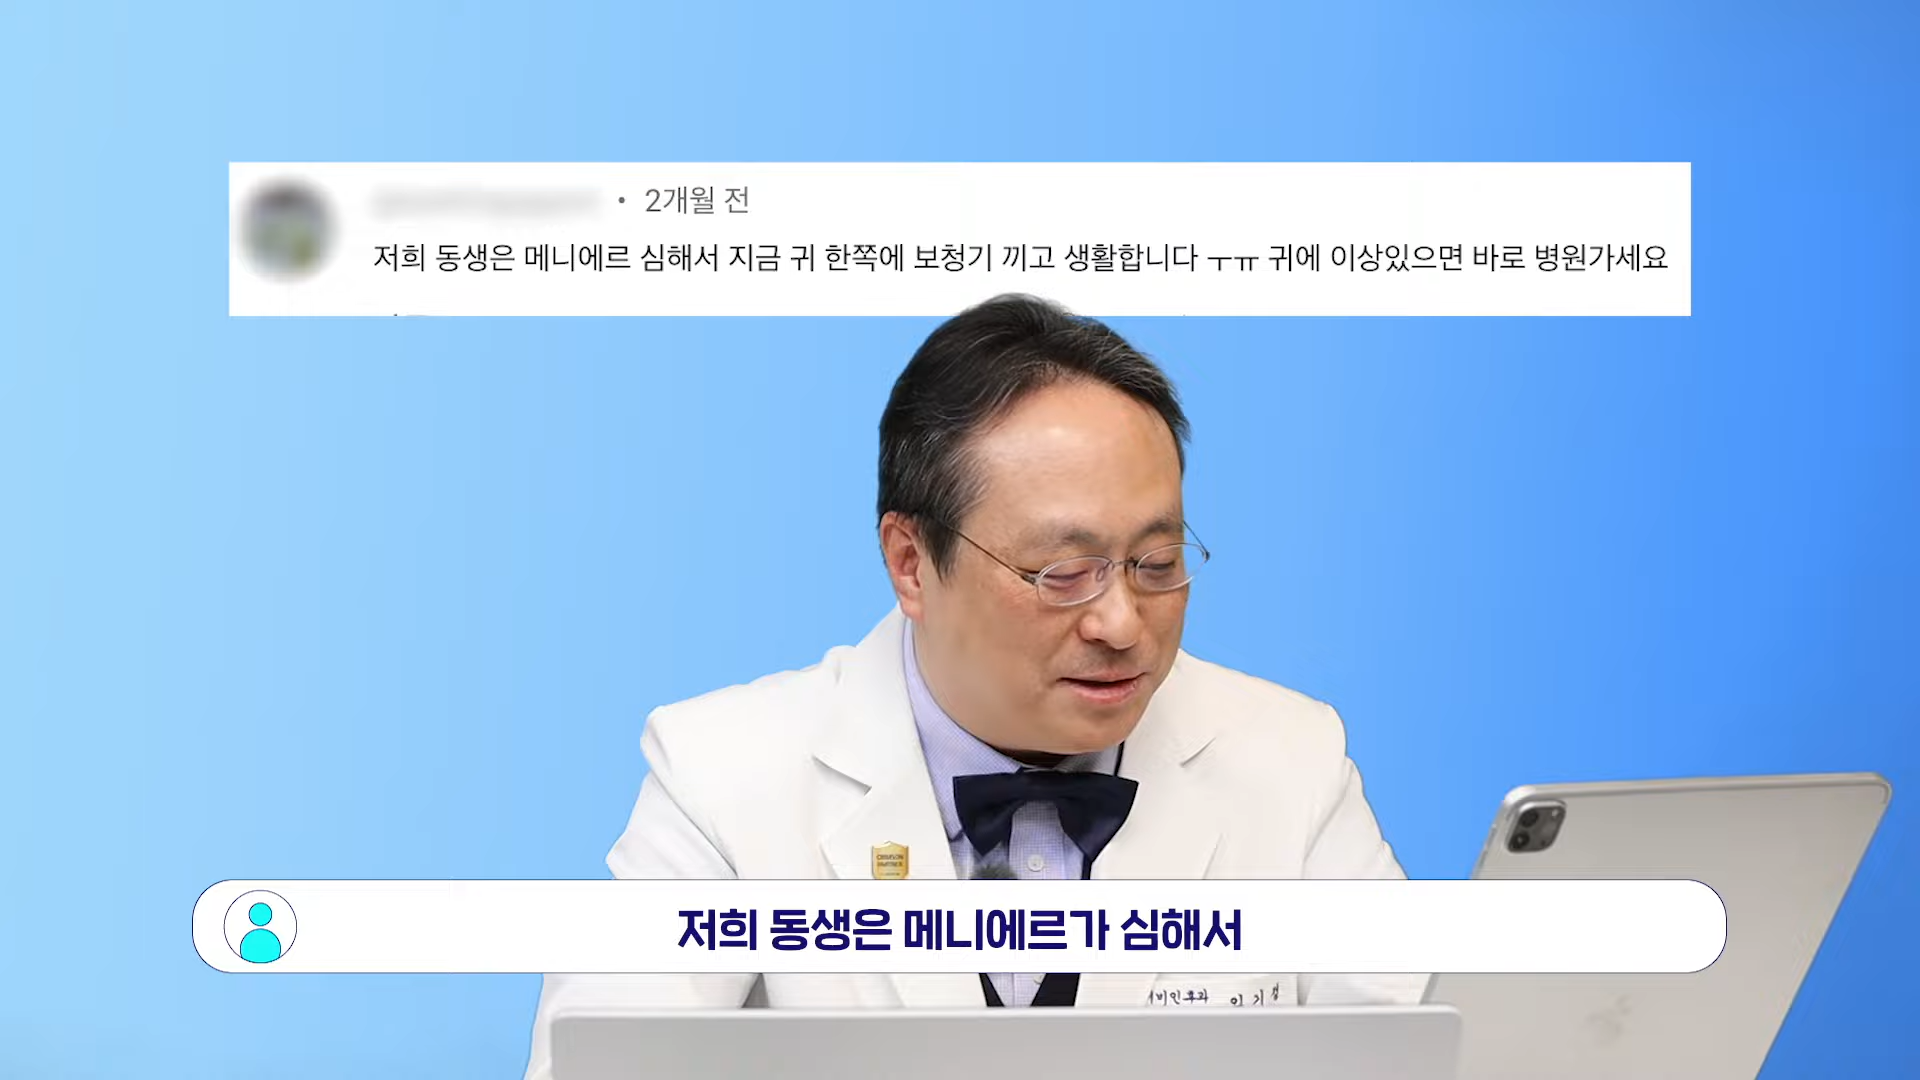 • 2개월 전
저희 동생은 메니에르 심해서 지금 귀 한쪽에 보청기 끼고 생활합니다 ㅜㅠ 귀에 이상있으면 바로 병원가세요
저희 동생은 메니에르가 심해서